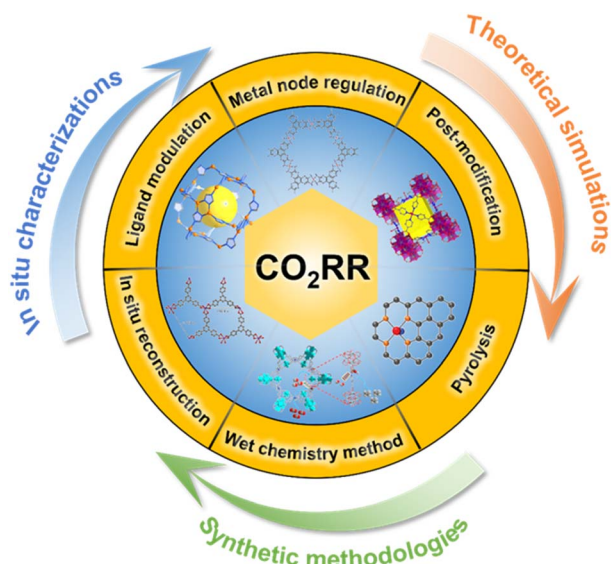 In situ characterizations
Theoretical simulations
Synthetic methodologies
Metal node regulation
Post-modification
Pyrolysis
Wet chemistry method
In situ reconstruction
Ligand modulation
CO₂RR